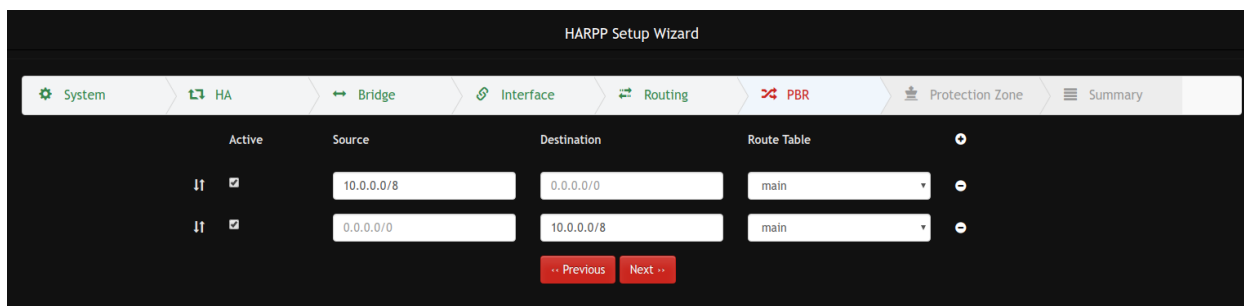 HARPP Setup Wizard
System HA Bridge Interface Routing PBR Protection Zone Summary
Active Source Destination Route Table
10.0.0.0/8 0.0.0.0/0 main
0.0.0.0/0 10.0.0.0/8 main
Previous Next